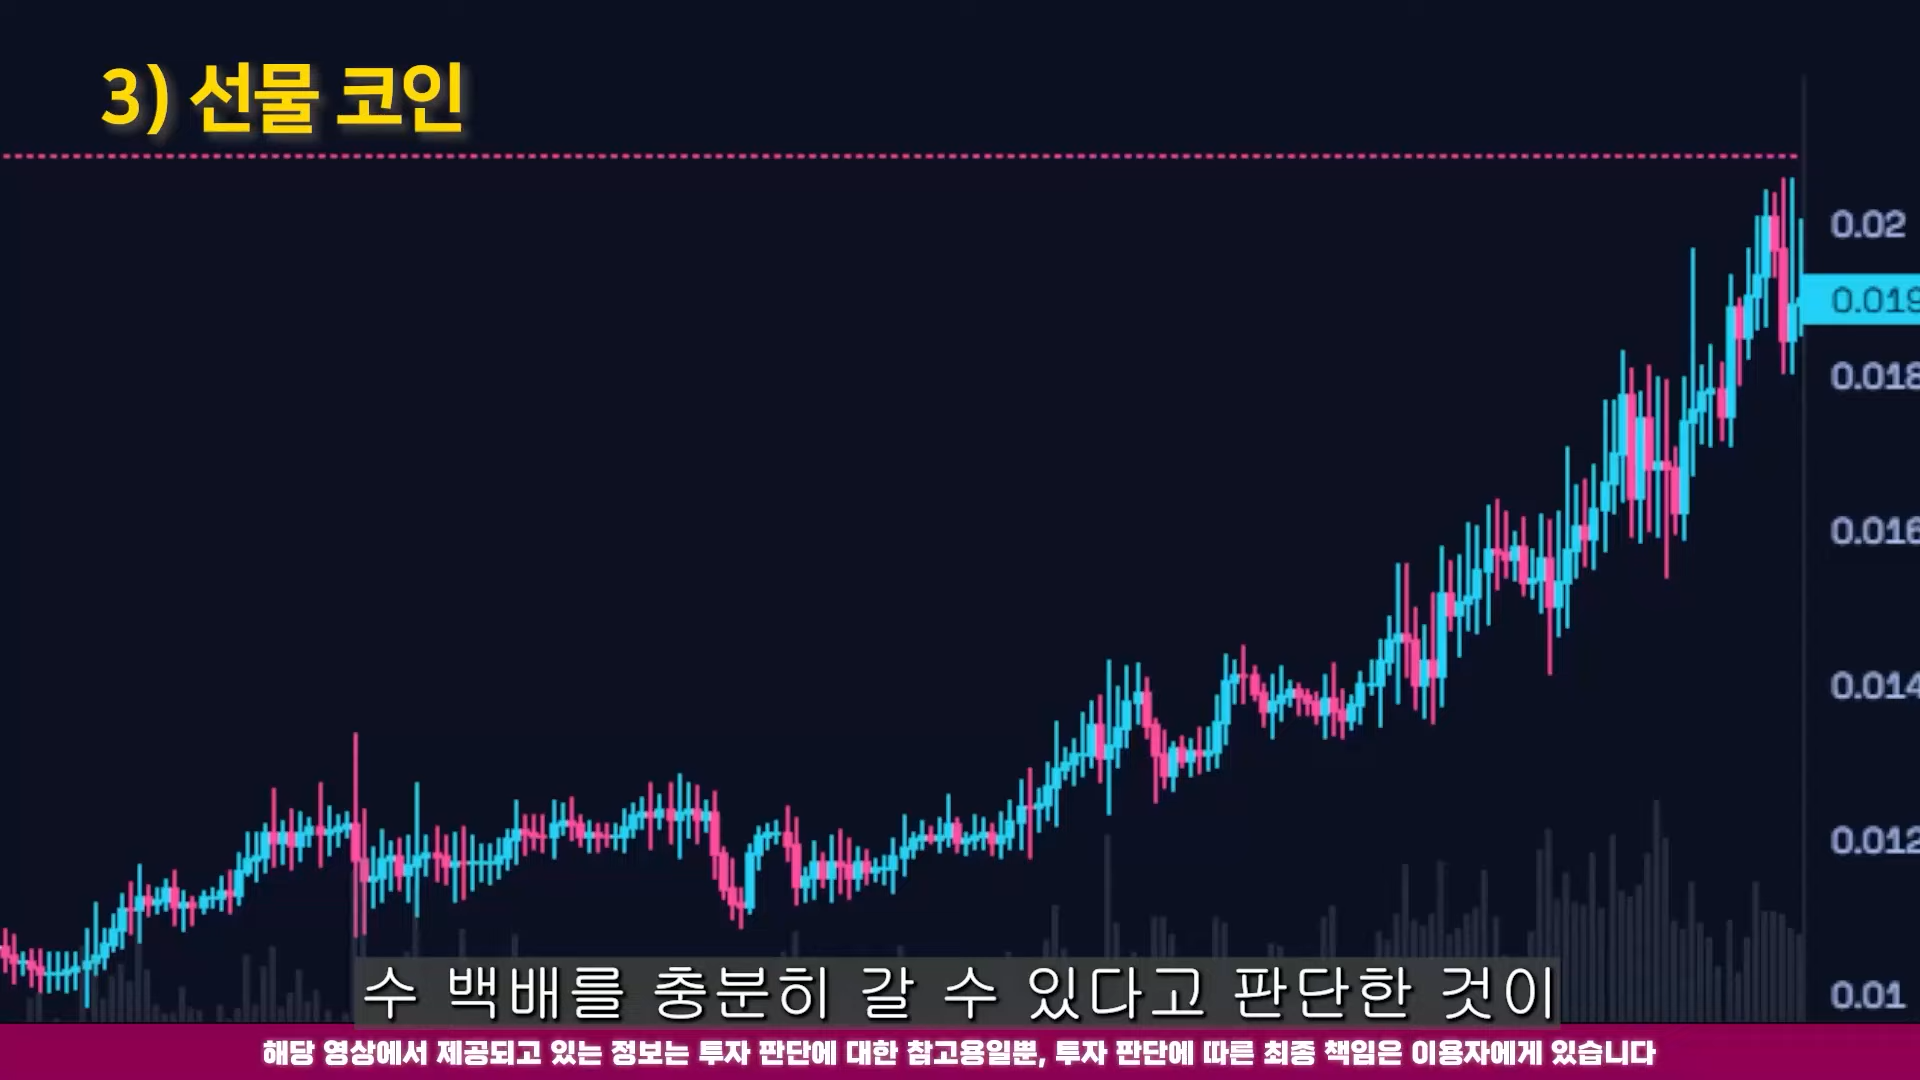 3) 선물 코인
0.02
0.019
0.018
0.016
0.014
0.012
0.01
수 백배를 충분히 갈 수 있다고 판단한 것이
해당 영상에서 제공되고 있는 정보는 투자 판단에 대한 참고용일뿐, 투자 판단에 따른 최종 책임은 이용자에게 있습니다